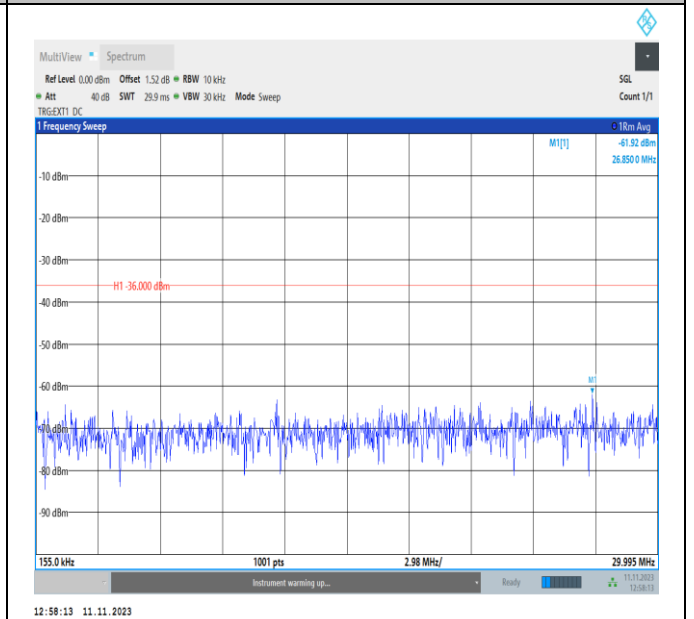 MultiView Spectrum
Ref Level 0.00 dBm Offset 1.52 dB RBW 10 kHz SGL
Att 40 dB SWT 29.9 ms VBW 30 kHz Mode Sweep Count 1/1
TRG:EXT1 DC
1 Frequency Sweep 1Rm Avg
M1[1] -61.92 dBm
26.850 0 MHz
-10 dBm
-20 dBm
-30 dBm
H1 -36.000 dBm
-40 dBm
-50 dBm
-60 dBm
M1
-70 dBm
-80 dBm
-90 dBm
155.0 kHz 1001 pts 2.98 MHz/ 29.995 MHz
Instrument warming up... Ready 11.11.2023
12:58:13
12:58:13 11.11.2023